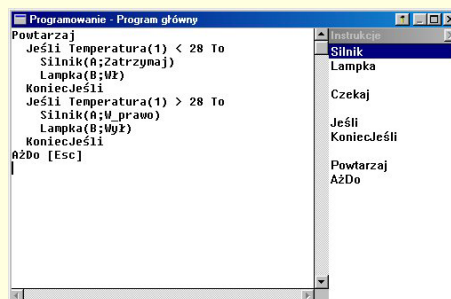 Programowanie - Program główny
Powtarzaj
Jeśli Temperatura(1) < 28 To
Silnik(A;Zatrzymaj)
Lampka(B;Wł)
KoniecJeśli
Jeśli Temperatura(1) > 28 To
Silnik(A;W_prawo)
Lampka(B;Wył)
KoniecJeśli
AżDo [Esc]
Instrukcje
Silnik
Lampka
Czekaj
Jeśli
KoniecJeśli
Powtarzaj
AżDo